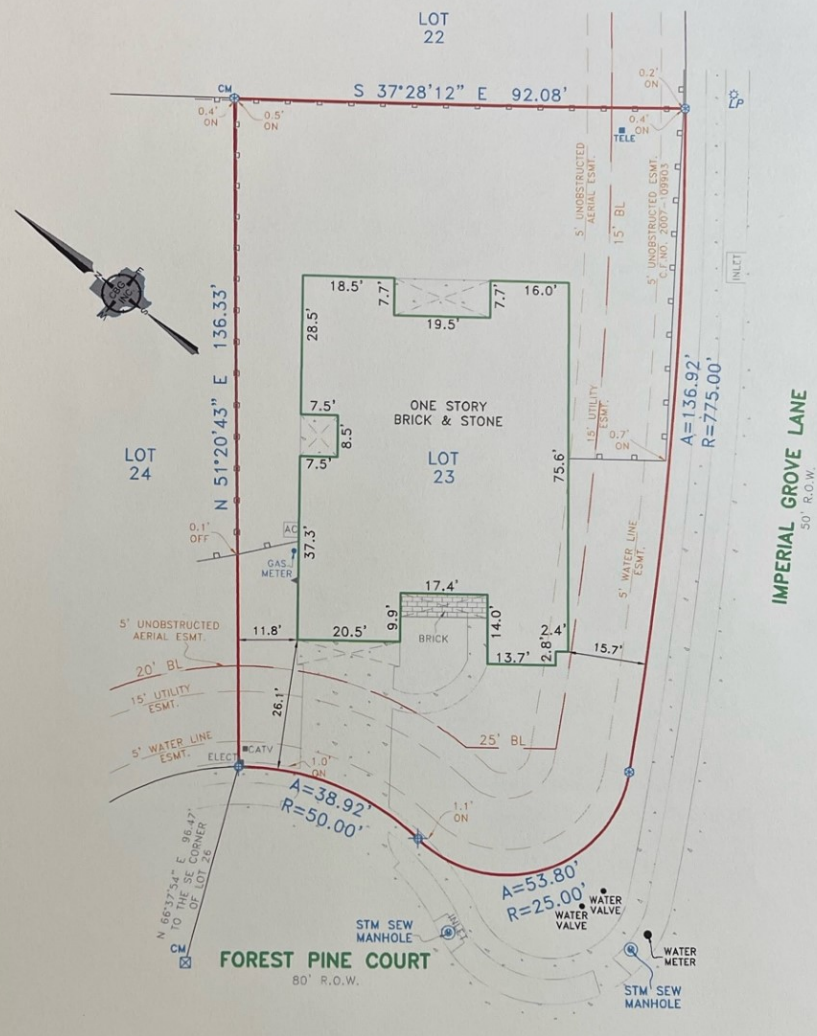 LOT
22
CM
S 37°28'12" E 92.08'
0.2'
ON
LP
0.4'
ON
0.5'
ON
0.4'
ON
TELE
5' UNOBSTRUCTED
AERIAL ESMT.
15' BL
5' UNOBSTRUCTED ESMT.
C.F.NO. 2007-109903
INLET
CBG
INC
N 51°20'43" E 136.33'
18.5'
7.7'
19.5'
7.7'
16.0'
28.5'
7.5'
8.5'
7.5'
ONE STORY
BRICK & STONE
LOT
23
75.6'
15' UTILITY
ESMT.
0.7'
ON
A=136.92'
R=775.00'
IMPERIAL GROVE LANE
50' R.O.W.
LOT
24
0.1'
OFF
AC
GAS
METER
37.3'
5' WATER LINE
ESMT.
17.4'
9.9'
14.0'
BRICK
5' UNOBSTRUCTED
AERIAL ESMT.
11.8'
20.5'
13.7'
2.8'
2.4'
15.7'
20' BL
15' UTILITY
ESMT.
26.1'
25' BL
5' WATER LINE
ESMT.
ELECT
CATV
1.0'
ON
A=38.92'
R=50.00'
1.1'
ON
N 66°37'54" E 96.47'
TO THE SE CORNER
OF LOT 26
A=53.80'
R=25.00'
WATER
VALVE
WATER
VALVE
STM SEW
MANHOLE
INLET
CM
FOREST PINE COURT
80' R.O.W.
WATER
METER
STM SEW
MANHOLE